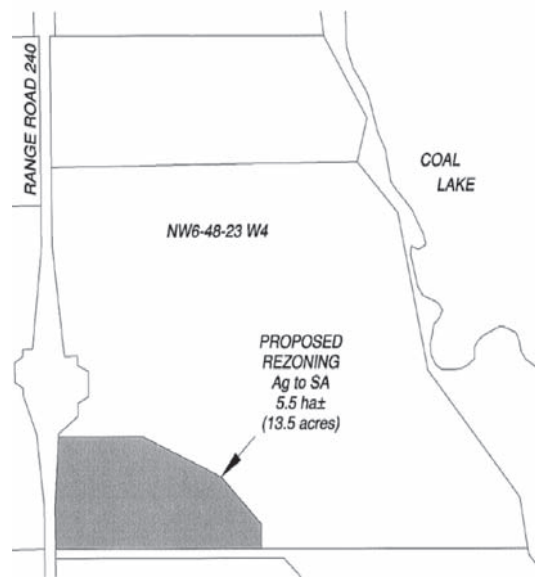 RANGE ROAD 240
COAL
LAKE
NW6-48-23 W4
PROPOSED
REZONING
Ag to SA
5.5 ha±
(13.5 acres)